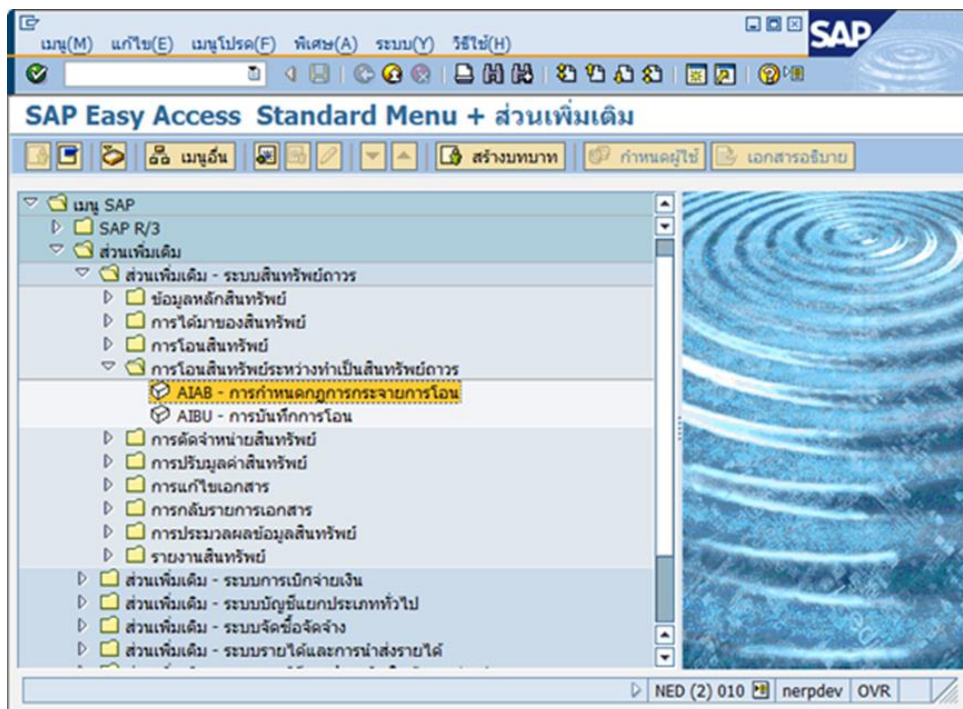 เมนู(M) แก้ไข(E) เมนูโปรด(F) พิเศษ(A) ระบบ(Y) วิธีใช้(H)
SAP
SAP Easy Access Standard Menu + ส่วนเพิ่มเติม
เมนูอื่น สร้างบทบาท กำหนดผู้ใช้ เอกสารอธิบาย
เมนู SAP
SAP R/3
ส่วนเพิ่มเติม
ส่วนเพิ่มเติม - ระบบสินทรัพย์ถาวร
ข้อมูลหลักสินทรัพย์
การได้มาของสินทรัพย์
การโอนสินทรัพย์
การโอนสินทรัพย์ระหว่างทำเป็นสินทรัพย์ถาวร
AIAB - การกำหนดกฎการกระจายการโอน
AIBU - การบันทึกการโอน
การตัดจำหน่ายสินทรัพย์
การปรับมูลค่าสินทรัพย์
การแก้ไขเอกสาร
การกลับรายการเอกสาร
การประมวลผลข้อมูลสินทรัพย์
รายงานสินทรัพย์
ส่วนเพิ่มเติม - ระบบการเบิกจ่ายเงิน
ส่วนเพิ่มเติม - ระบบบัญชีแยกประเภททั่วไป
ส่วนเพิ่มเติม - ระบบจัดซื้อจัดจ้าง
ส่วนเพิ่มเติม - ระบบรายได้และการนำส่งรายได้
NED (2) 010 nerpdev OVR